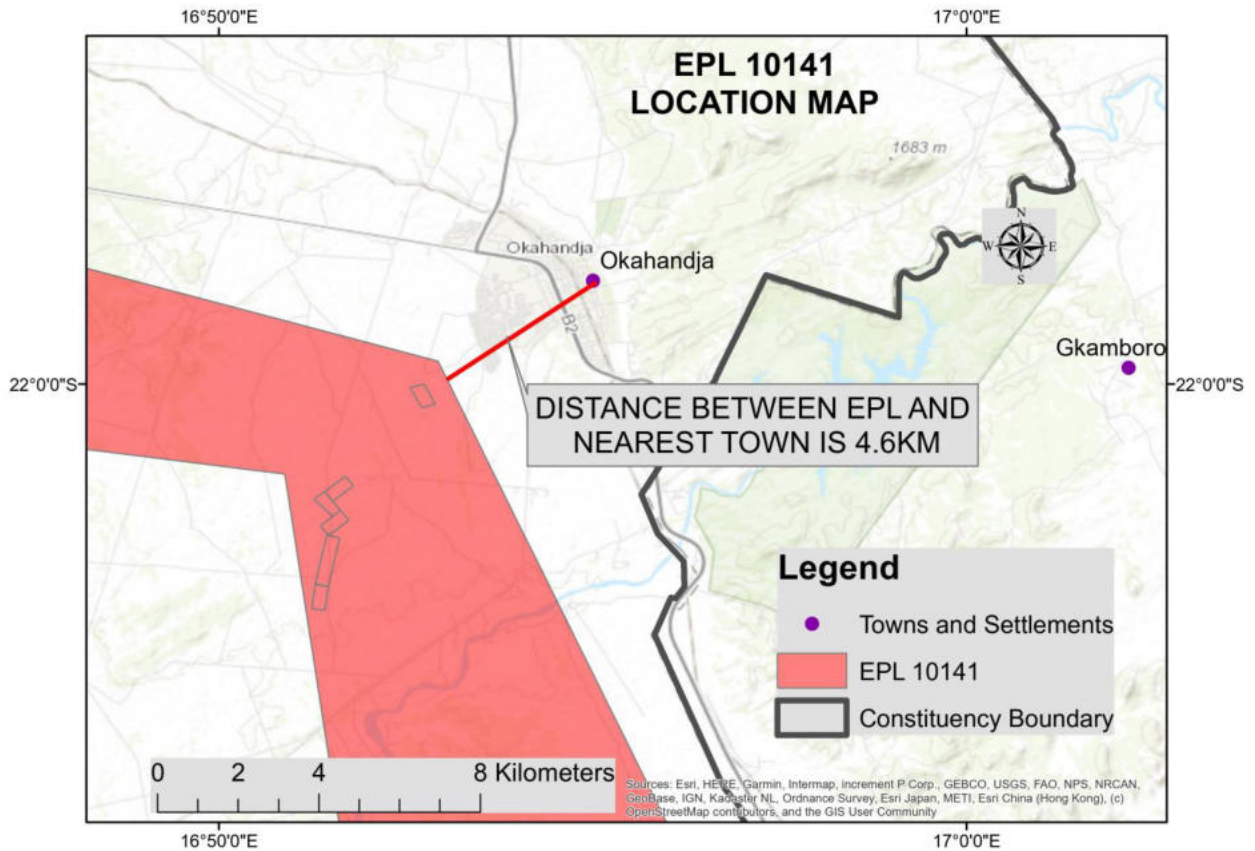 16°50'0"E
17°0'0"E
EPL 10141
LOCATION MAP
1683 m
N
W
E
S
Okahandja
Okahandja
B2
Gkamboro
22°0'0"S
22°0'0"S
DISTANCE BETWEEN EPL AND
NEAREST TOWN IS 4.6KM
Legend
Towns and Settlements
EPL 10141
Constituency Boundary
0 2 4 8 Kilometers
Sources: Esri, HERE, Garmin, Intermap, increment P Corp., GEBCO, USGS, FAO, NPS, NRCAN,
GeoBase, IGN, Kadaster NL, Ordnance Survey, Esri Japan, METI, Esri China (Hong Kong), (c)
OpenStreetMap contributors, and the GIS User Community
16°50'0"E
17°0'0"E